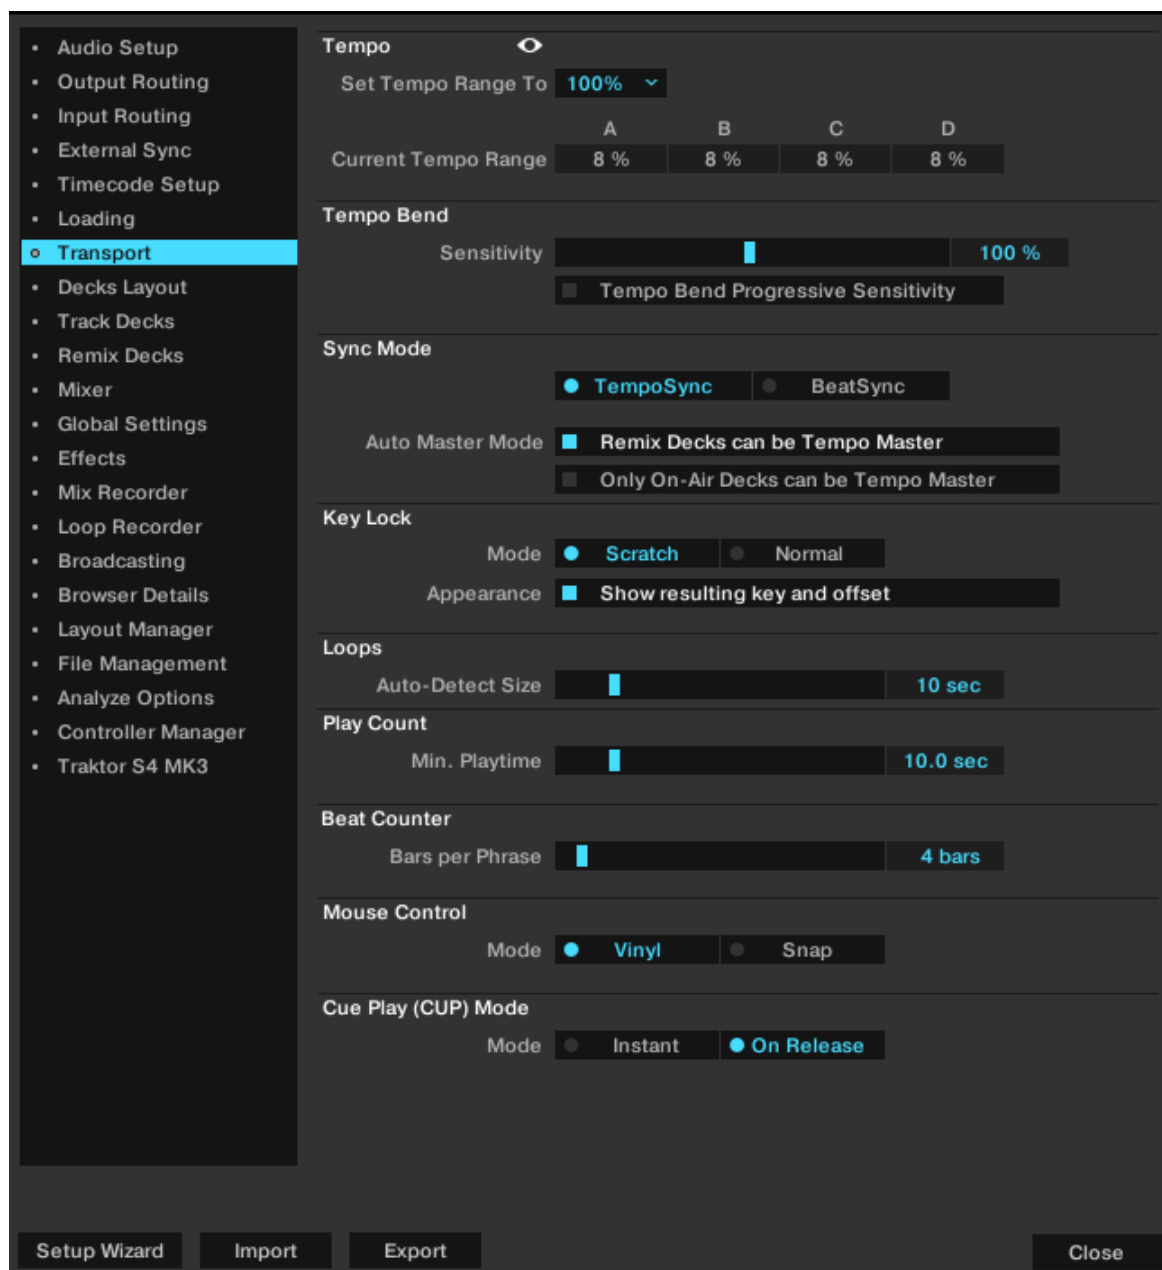 Audio Setup
Output Routing
Input Routing
External Sync
Timecode Setup
Loading
Transport
Decks Layout
Track Decks
Remix Decks
Mixer
Global Settings
Effects
Mix Recorder
Loop Recorder
Broadcasting
Browser Details
Layout Manager
File Management
Analyze Options
Controller Manager
Traktor S4 MK3
Tempo
Set Tempo Range To 100%
A B C D
Current Tempo Range 8 % 8 % 8 % 8 %
Tempo Bend
Sensitivity 100 %
Tempo Bend Progressive Sensitivity
Sync Mode
TempoSync BeatSync
Auto Master Mode Remix Decks can be Tempo Master
Only On-Air Decks can be Tempo Master
Key Lock
Mode Scratch Normal
Appearance Show resulting key and offset
Loops
Auto-Detect Size 10 sec
Play Count
Min. Playtime 10.0 sec
Beat Counter
Bars per Phrase 4 bars
Mouse Control
Mode Vinyl Snap
Cue Play (CUP) Mode
Mode Instant On Release
Setup Wizard Import Export Close